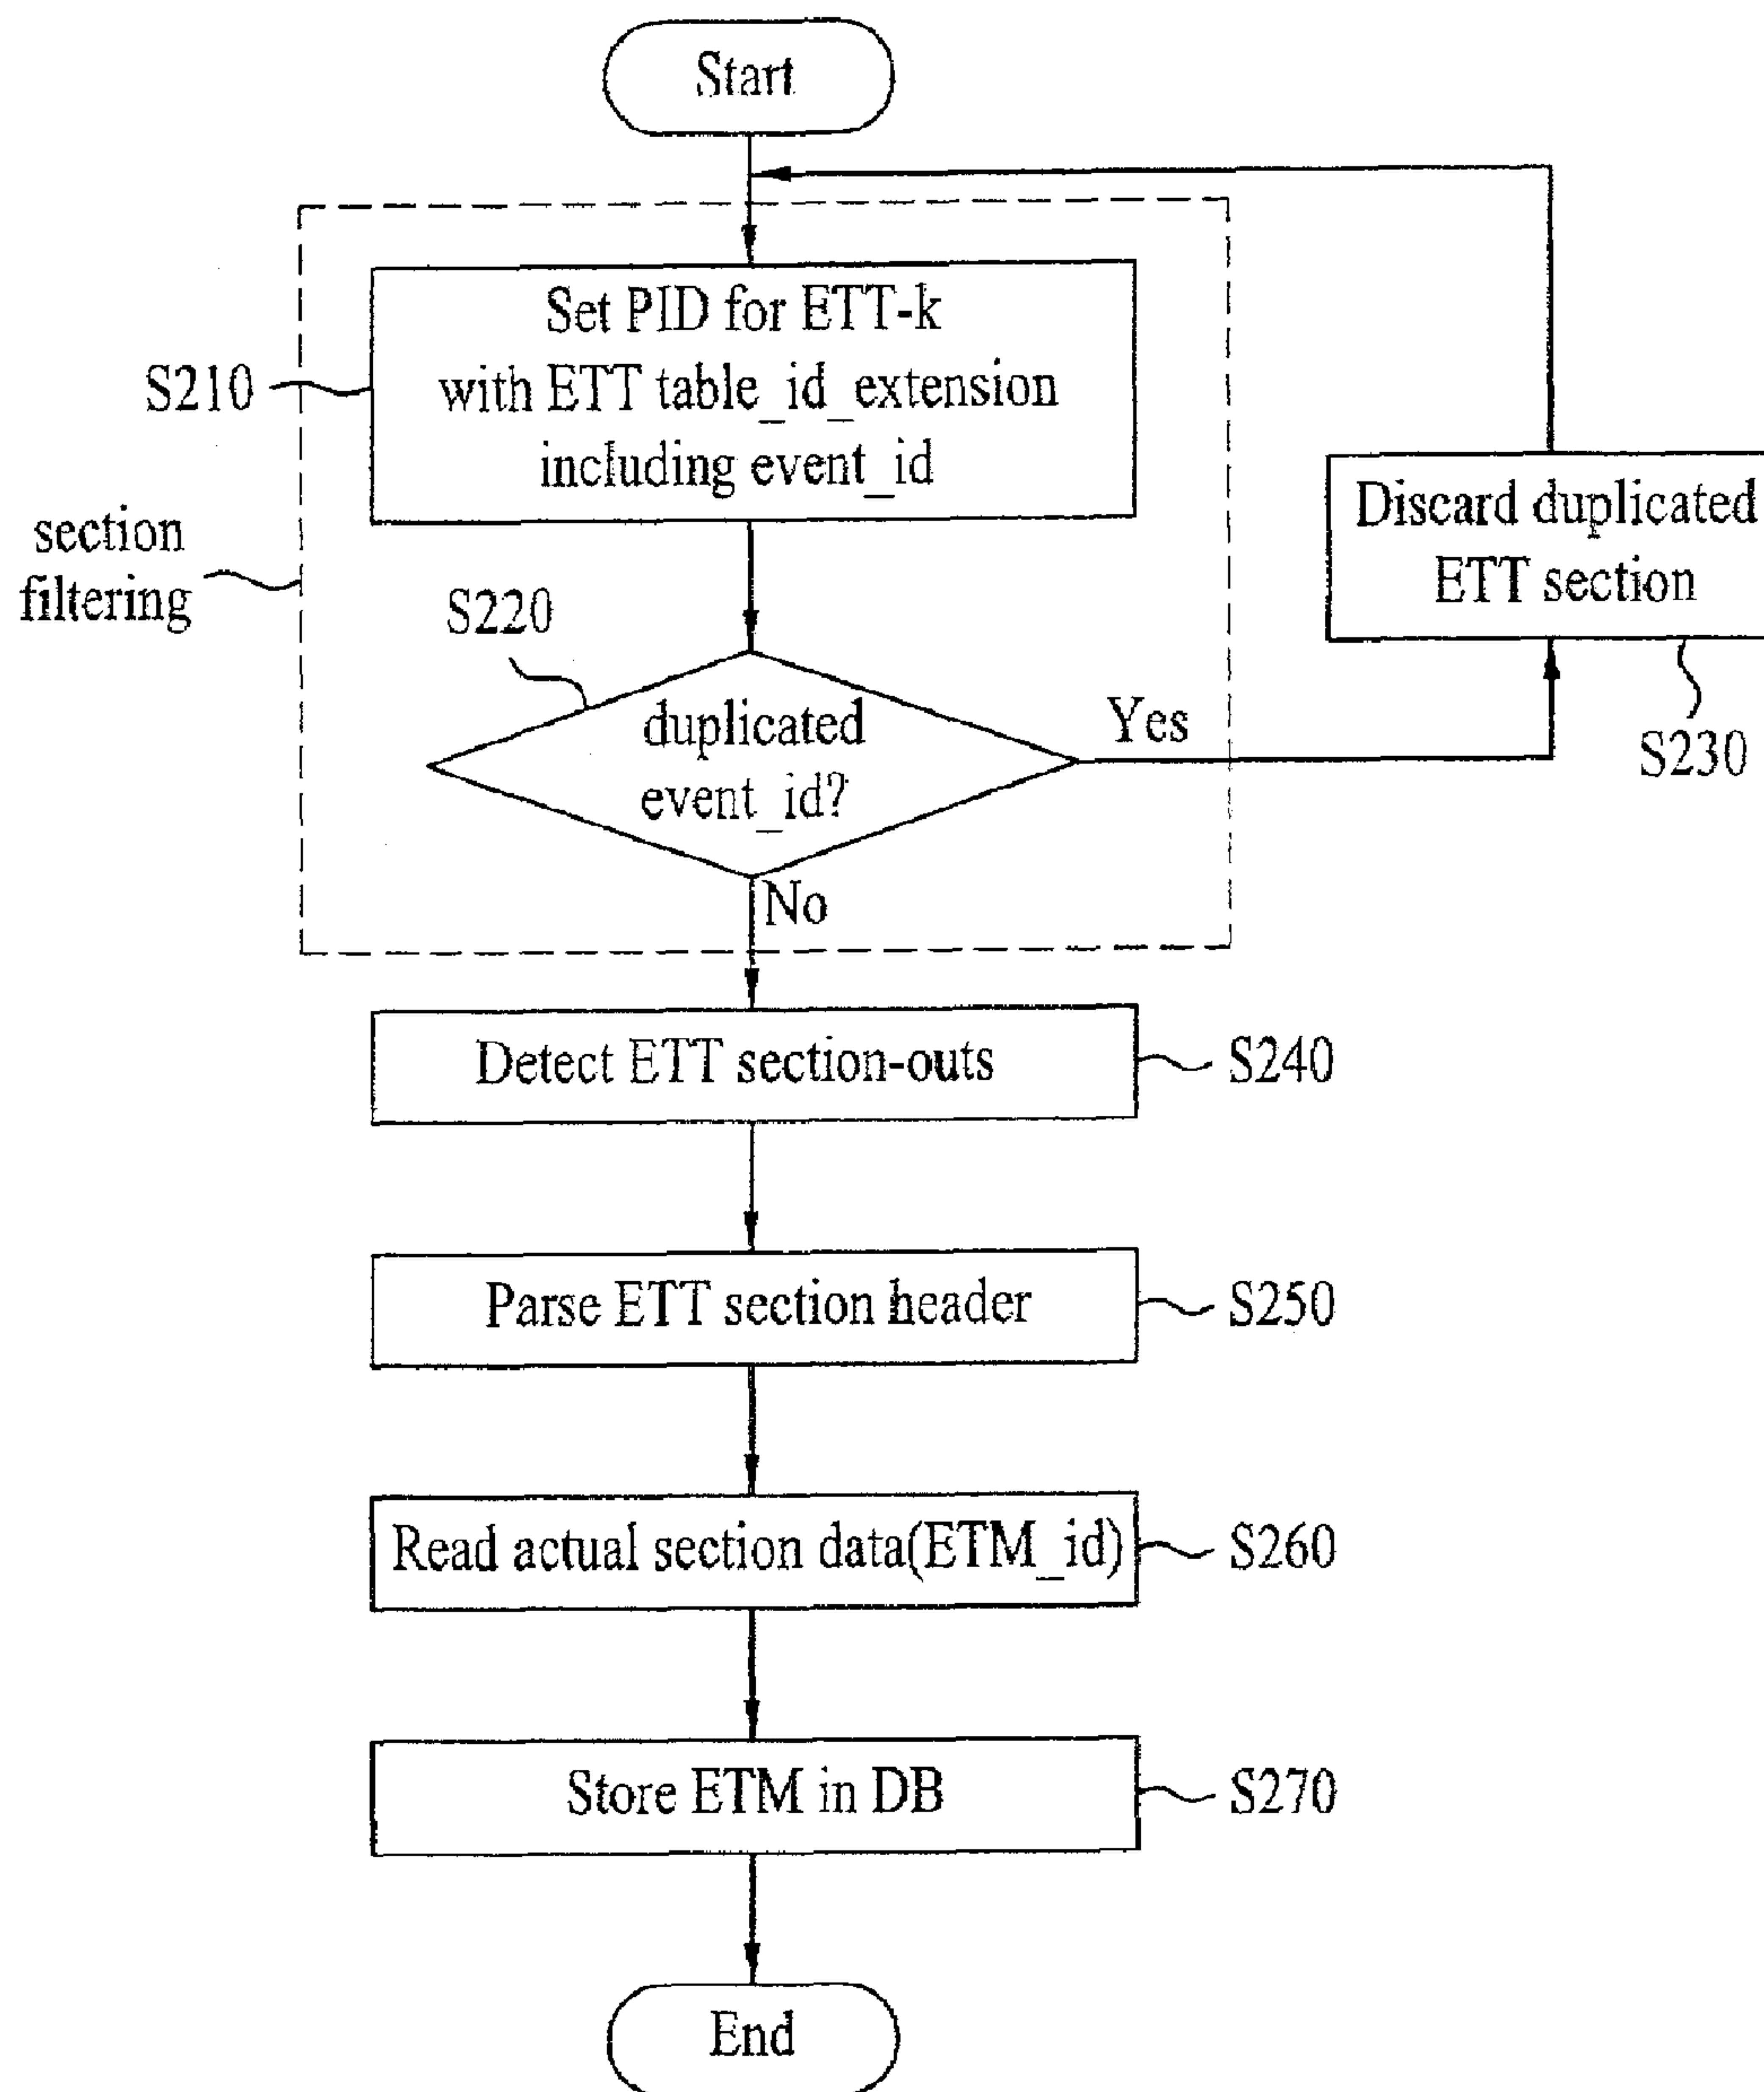 Start
Set PID for ETT-k
with ETT table_id_extension
including event_id
S210
section
filtering
Discard duplicated
ETT section
S230
S220
duplicated
event_id?
Yes
No
Detect ETT section-outs
S240
Parse ETT section header
S250
Read actual section data(ETM_id)
S260
Store ETM in DB
S270
End